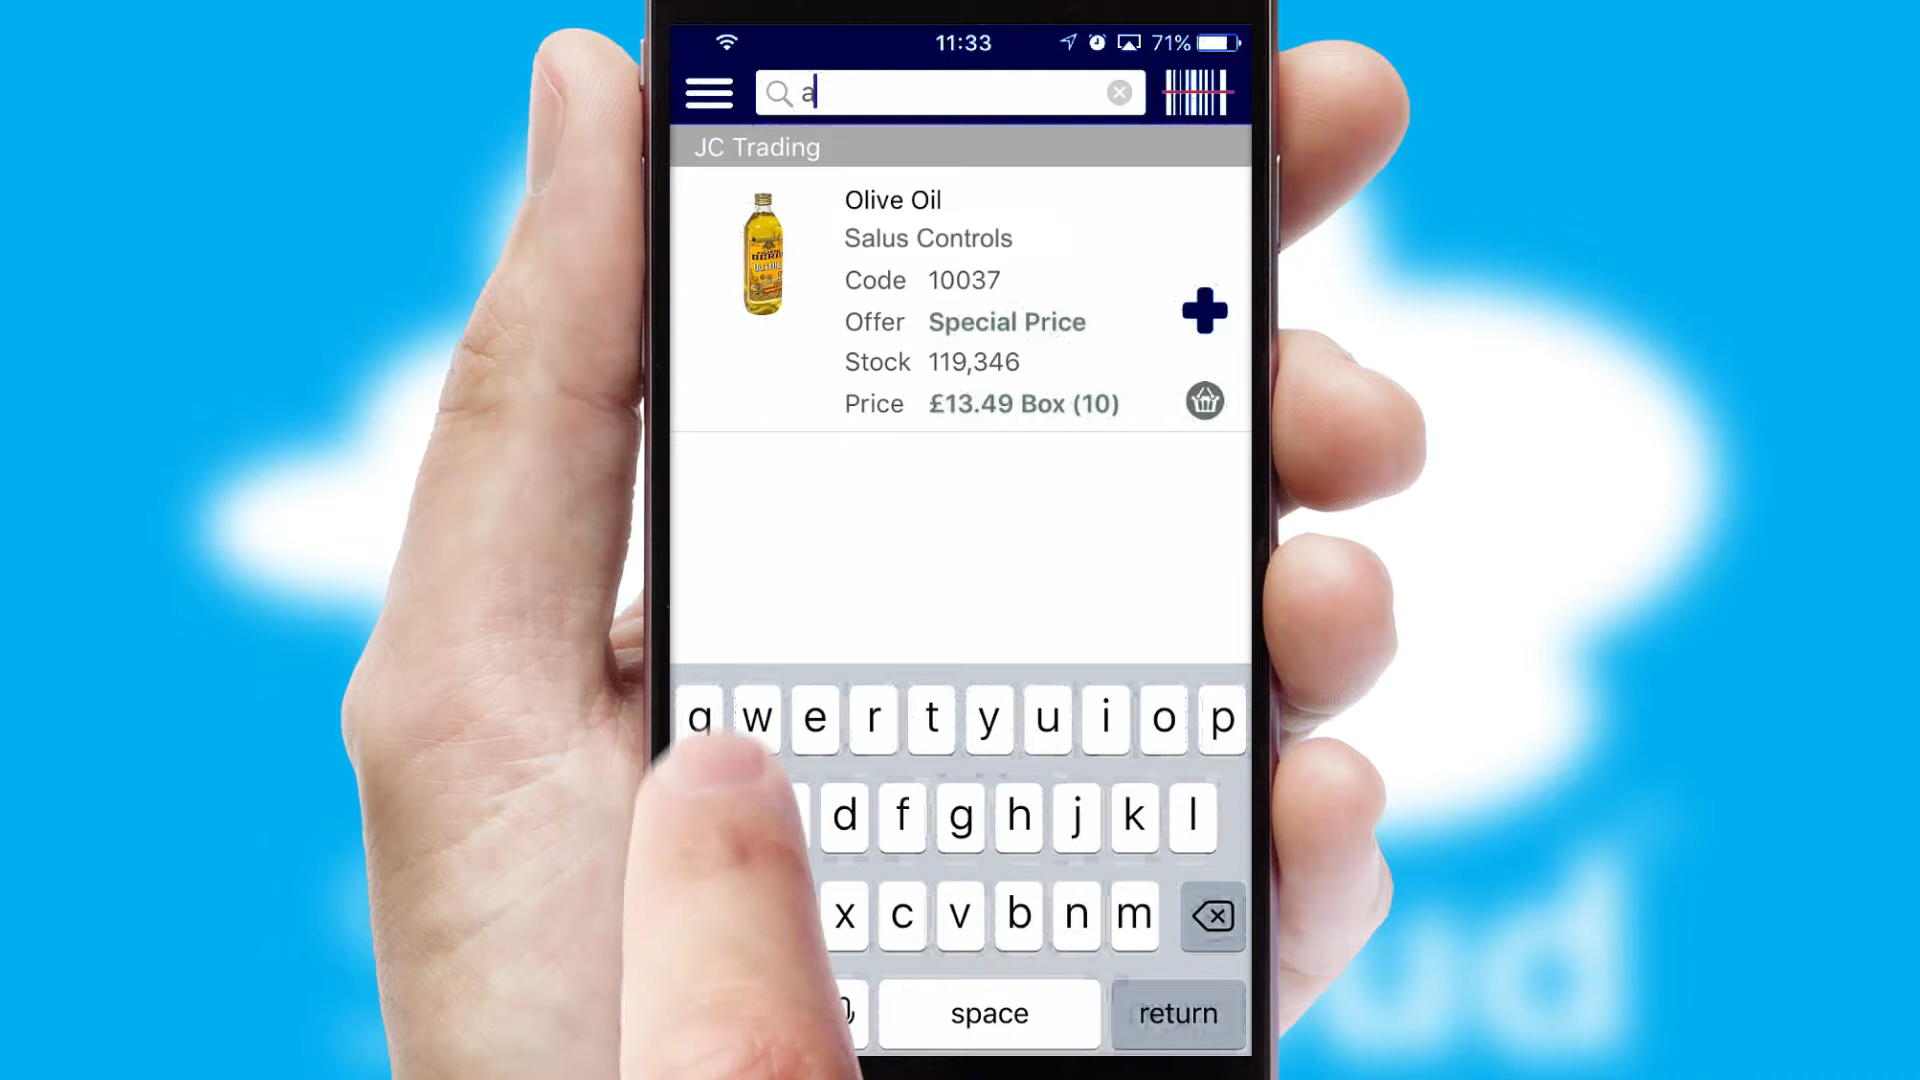 11:33
71%
a
JC Trading
Olive Oil
Salus Controls
Code 10037
Offer Special Price
Stock 119,346
Price £13.49 Box (10)
q w e r t y u i o p
d f g h j k l
x c v b n m
space return
ud